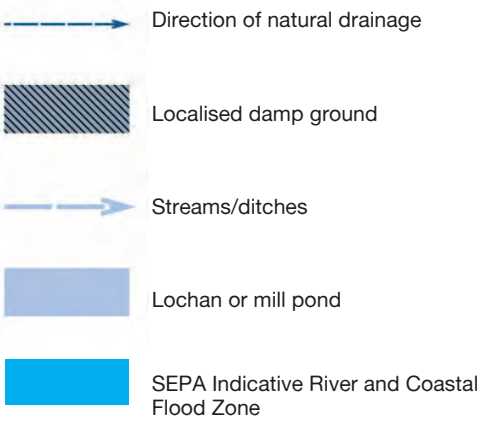 Direction of natural drainage
Localised damp ground
Streams/ditches
Lochan or mill pond
SEPA Indicative River and Coastal
Flood Zone